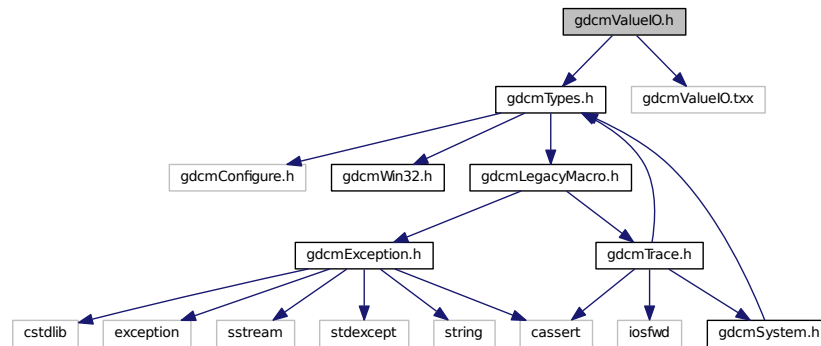 gdcmValueIO.h
gdcmTypes.h
gdcmValueIO.txx
gdcmConfigure.h
gdcmWin32.h
gdcmLegacyMacro.h
gdcmException.h
gdcmTrace.h
cstdlib
exception
sstream
stdexcept
string
cassert
iosfwd
gdcmSystem.h